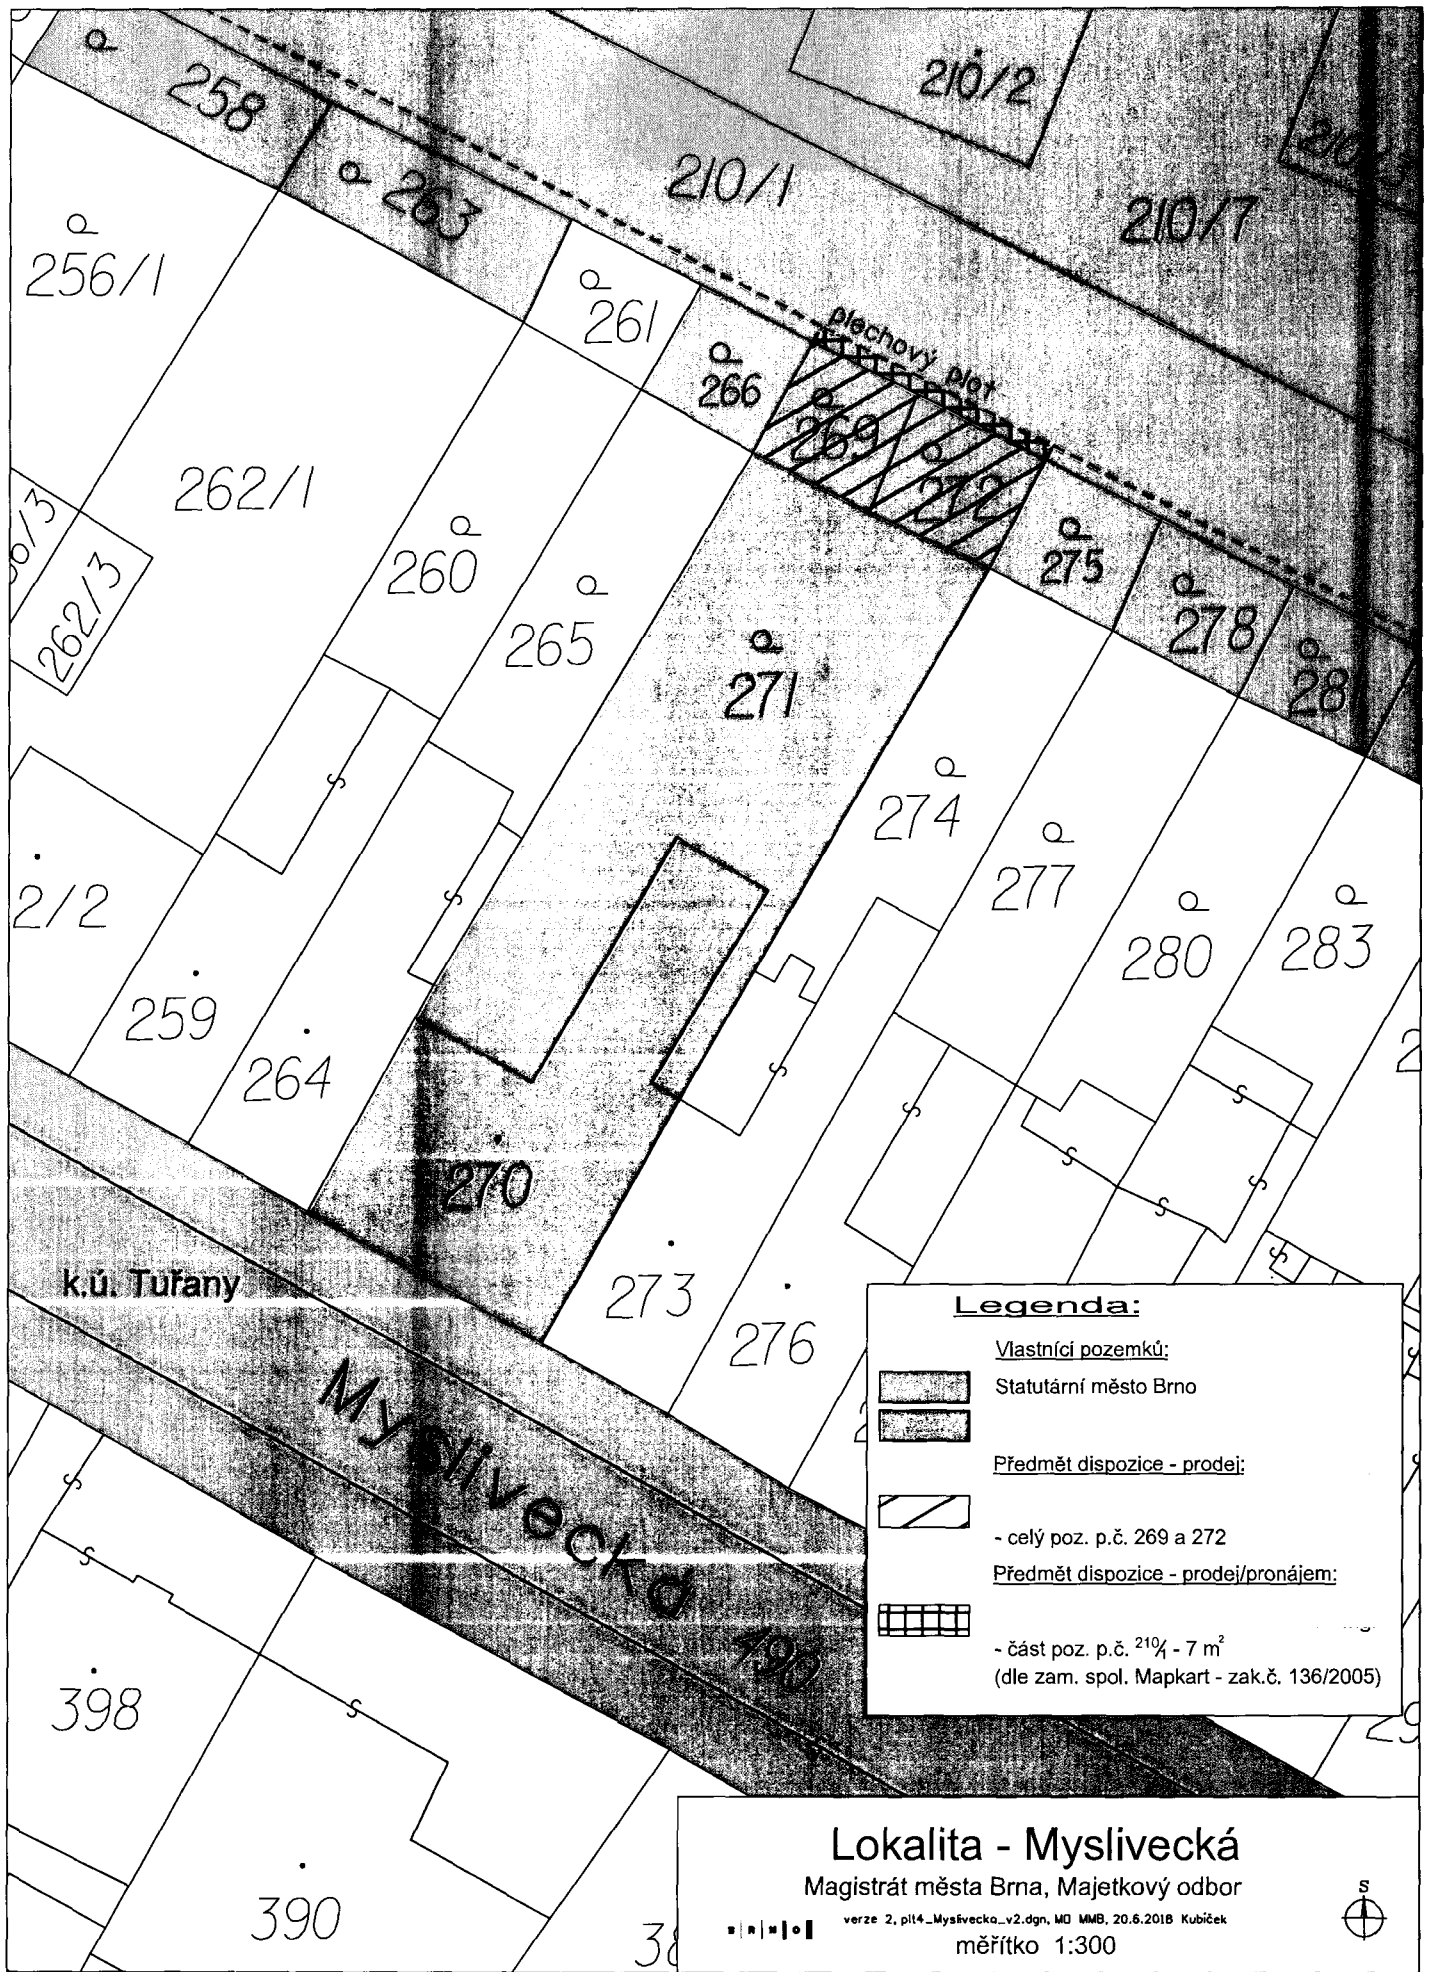 258
210/2
210/1
263
210/7
256/1
261
plechový plot
266
269
262/1
272
260
275
262/3
278
265
28
271
274
277
2/2
283
280
259
264
270
k.ú. Tuřany
273
276
Myslivecká
490
398
390
38
29
Legenda:
Vlastníci pozemků:
Statutární město Brno
Předmět dispozice - prodej:
- celý poz. p.č. 269 a 272
Předmět dispozice - prodej/pronájem:
- část poz. p.č. 210/1 - 7 m²
(dle zam. spol. Mapkart - zak.č. 136/2005)
Lokalita - Myslivecká
Magistrát města Brna, Majetkový odbor
verze 2, plt4_Myslivecka_v2.dgn, MO MMB, 20.6.2018 Kubíček
měřítko 1:300
S
B R N O